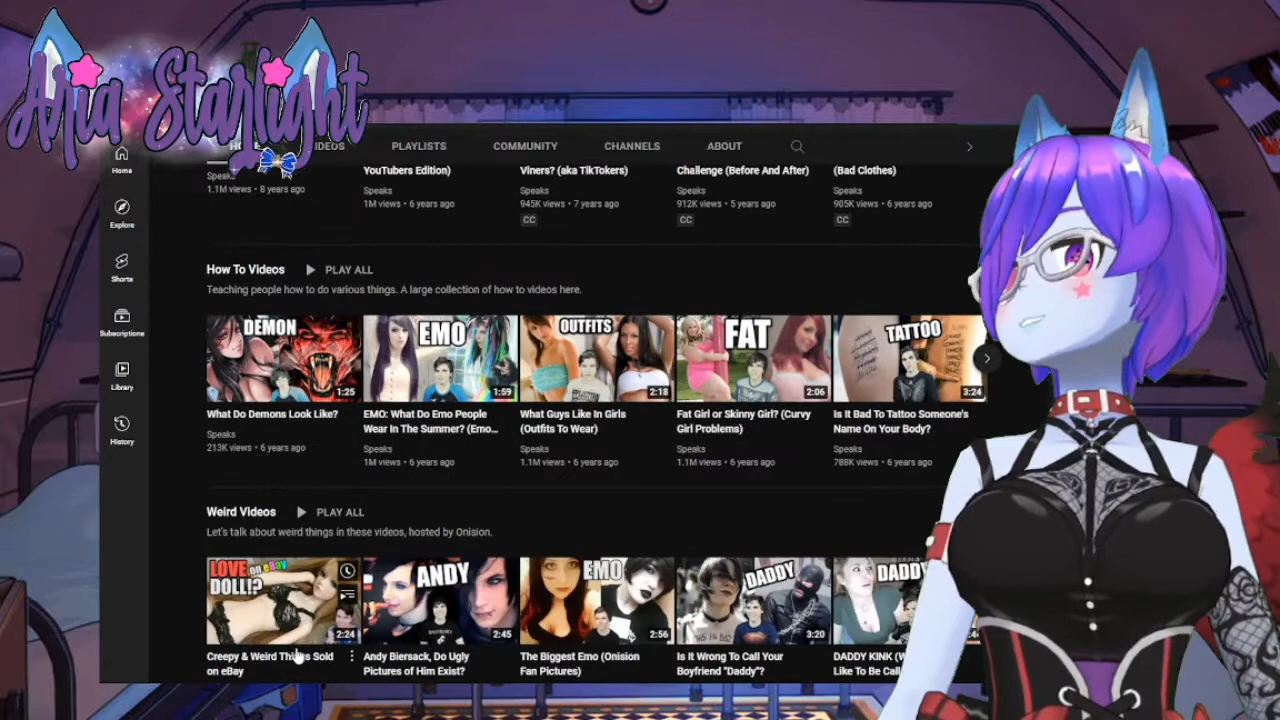 Aria Starlight
PLAYLISTS
COMMUNITY
CHANNELS
ABOUT
Home
Explore
Shorts
Subscriptions
Library
History
Speaks
1.1M views • 8 years ago
YouTubers Edition)
Speaks
1M views • 6 years ago
Viners? (aka TikTokers)
Speaks
945K views • 7 years ago
CC
Challenge (Before And After)
Speaks
912K views • 5 years ago
CC
(Bad Clothes)
Speaks
905K views • 6 years ago
CC
How To Videos
PLAY ALL
Teaching people how to do various things. A large collection of how to videos here.
DEMON
1:25
EMO
1:59
OUTFITS
2:18
FAT
2:06
TATTOO
3:24
What Do Demons Look Like?
Speaks
213K views • 6 years ago
EMO: What Do Emo People
Wear In The Summer? (Emo...
Speaks
1M views • 6 years ago
What Guys Like In Girls
(Outfits To Wear)
Speaks
1.1M views • 6 years ago
Fat Girl or Skinny Girl? (Curvy
Girl Problems)
Speaks
1.1M views • 6 years ago
Is It Bad To Tattoo Someone's
Name On Your Body?
Speaks
788K views • 6 years ago
Weird Videos
PLAY ALL
Let's talk about weird things in these videos, hosted by Onision.
LOVE on eBay
DOLL!?
2:24
ANDY
2:45
EMO
2:56
DADDY
3:20
DADDY
Creepy & Weird Things Sold
on eBay
Andy Biersack, Do Ugly
Pictures of Him Exist?
The Biggest Emo (Onision
Fan Pictures)
Is It Wrong To Call Your
Boyfriend "Daddy"?
DADDY KINK
Like To Be